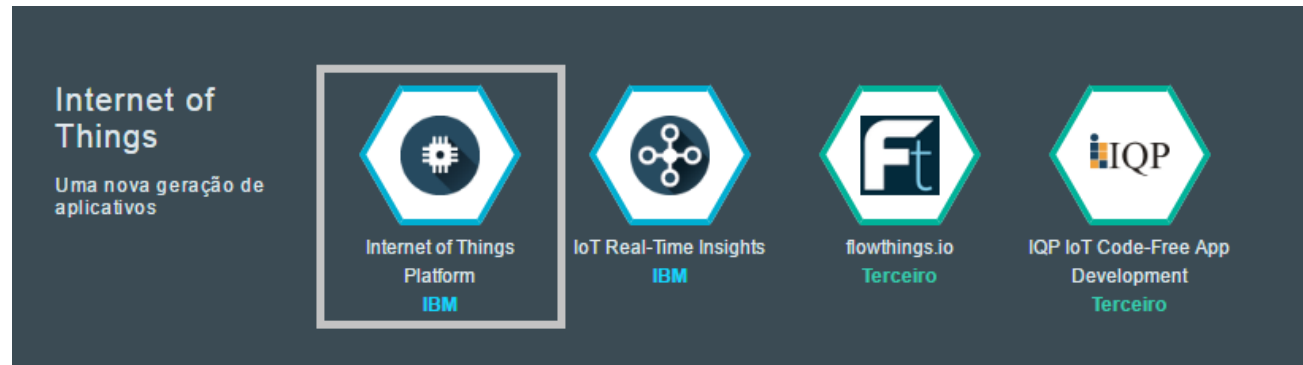 Internet of
Things
Uma nova geração de
aplicativos
Ft
IQP
Internet of Things
Platform
IBM
IoT Real-Time Insights
IBM
flowthings.io
Terceiro
IQP IoT Code-Free App
Development
Terceiro